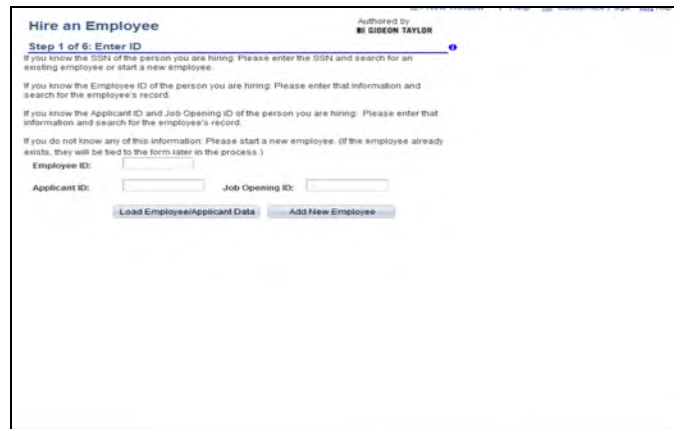 New Window Help Customize Page
Hire an Employee
Authored by
GIDEON TAYLOR
Step 1 of 6: Enter ID
If you know the SSN of the person you are hiring: Please enter the SSN and search for an
existing employee or start a new employee.
If you know the Employee ID of the person you are hiring: Please enter that information and
search for the employee's record.
If you know the Applicant ID and Job Opening ID of the person you are hiring: Please enter that
information and search for the employee's record.
If you do not know any of this information: Please start a new employee. (If the employee already
exists, they will be tied to the form later in the process.)
Employee ID:
Applicant ID: Job Opening ID:
Load Employee/Applicant Data Add New Employee